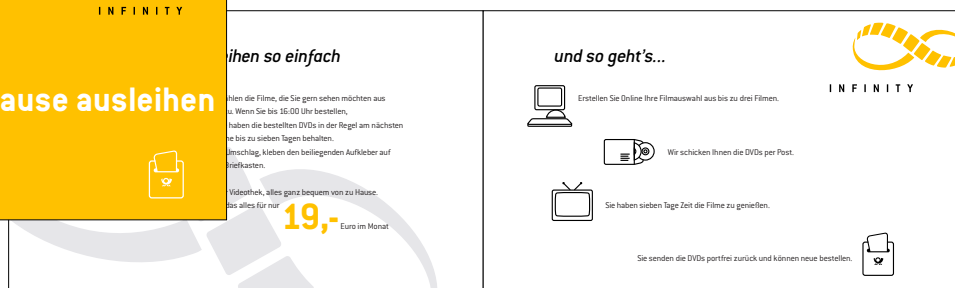 INFINITY
ause ausleihen
ihen so einfach
hlen die Filme, die Sie gern sehen möchten aus
u. Wenn Sie bis 16:00 Uhr bestellen,
haben die bestellten DVDs in der Regel am nächsten
ne bis zu sieben Tagen behalten.
Umschlag, kleben den beiliegenden Aufkleber auf
Briefkasten.
Videothek, alles ganz bequem von zu Hause.
das alles für nur
19,- Euro im Monat
und so geht's...
INFINITY
Erstellen Sie Online Ihre Filmauswahl aus bis zu drei Filmen.
Wir schicken Ihnen die DVDs per Post.
Sie haben sieben Tage Zeit die Filme zu genießen.
Sie senden die DVDs portfrei zurück und können neue bestellen.